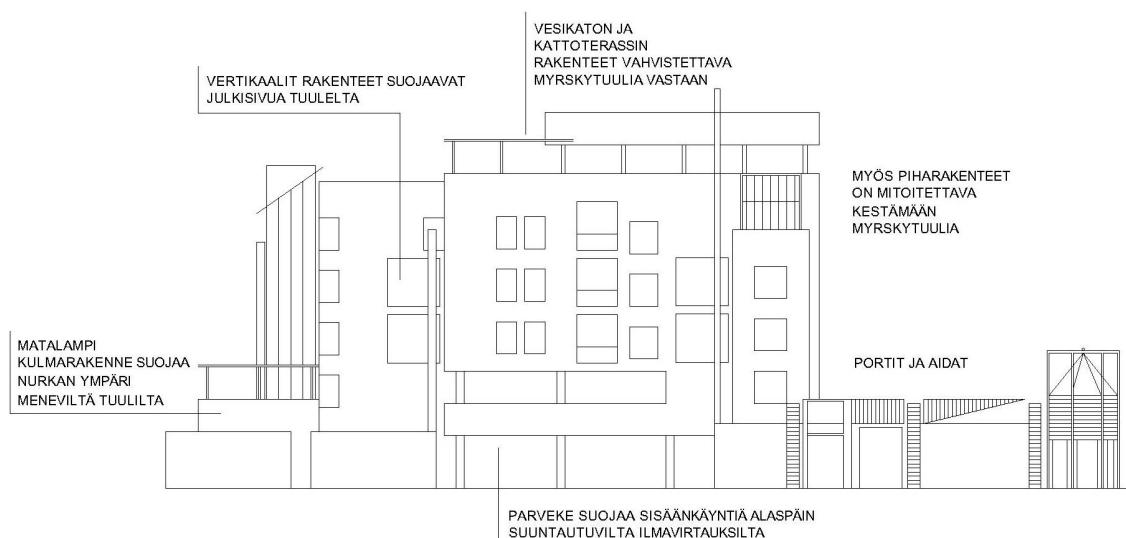 VESIKATON JA
KATTOTERASSIN
RAKENTEET VAHVISTETTAVA
MYRSKYTUULIA VASTAAN
VERTIKAALIT RAKENTEET SUOJAAVAT
JULKISIVUA TUULELTA
MYÖS PIHARAKENTEET
ON MITOITETTAVA
KESTÄMÄÄN
MYRSKYTUULIA
MATALAMPI
KULMARAKENNE SUOJAA
NURKAN YMPÄRI
MENEVILTÄ TUULILTA
PORTIT JA AIDAT
PARVEKE SUOJAA SISÄÄNKÄYNTIÄ ALASPÄIN
SUUNTAUTUVILTA ILMAVIRTAUKSILTA